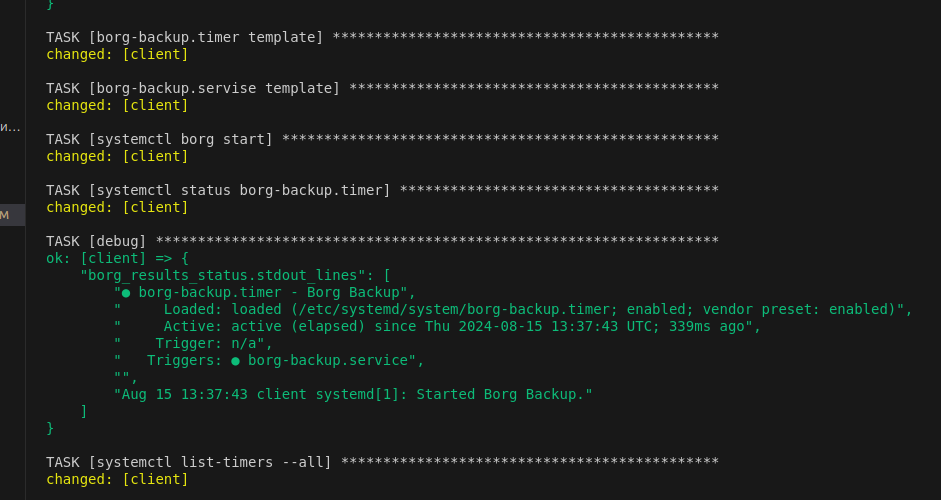 }
TASK [borg-backup.timer template] **********************************************
changed: [client]
TASK [borg-backup.servise template] ********************************************
changed: [client]
TASK [systemctl borg start] ****************************************************
changed: [client]
TASK [systemctl status borg-backup.timer] **************************************
changed: [client]
TASK [debug] *******************************************************************
ok: [client] => {
    "borg_results_status.stdout_lines": [
        "● borg-backup.timer - Borg Backup",
        "     Loaded: loaded (/etc/systemd/system/borg-backup.timer; enabled; vendor preset: enabled)",
        "     Active: active (elapsed) since Thu 2024-08-15 13:37:43 UTC; 339ms ago",
        "    Trigger: n/a",
        "   Triggers: ● borg-backup.service",
        "",
        "Aug 15 13:37:43 client systemd[1]: Started Borg Backup."
    ]
}
TASK [systemctl list-timers --all] *********************************************
changed: [client]
и...
M